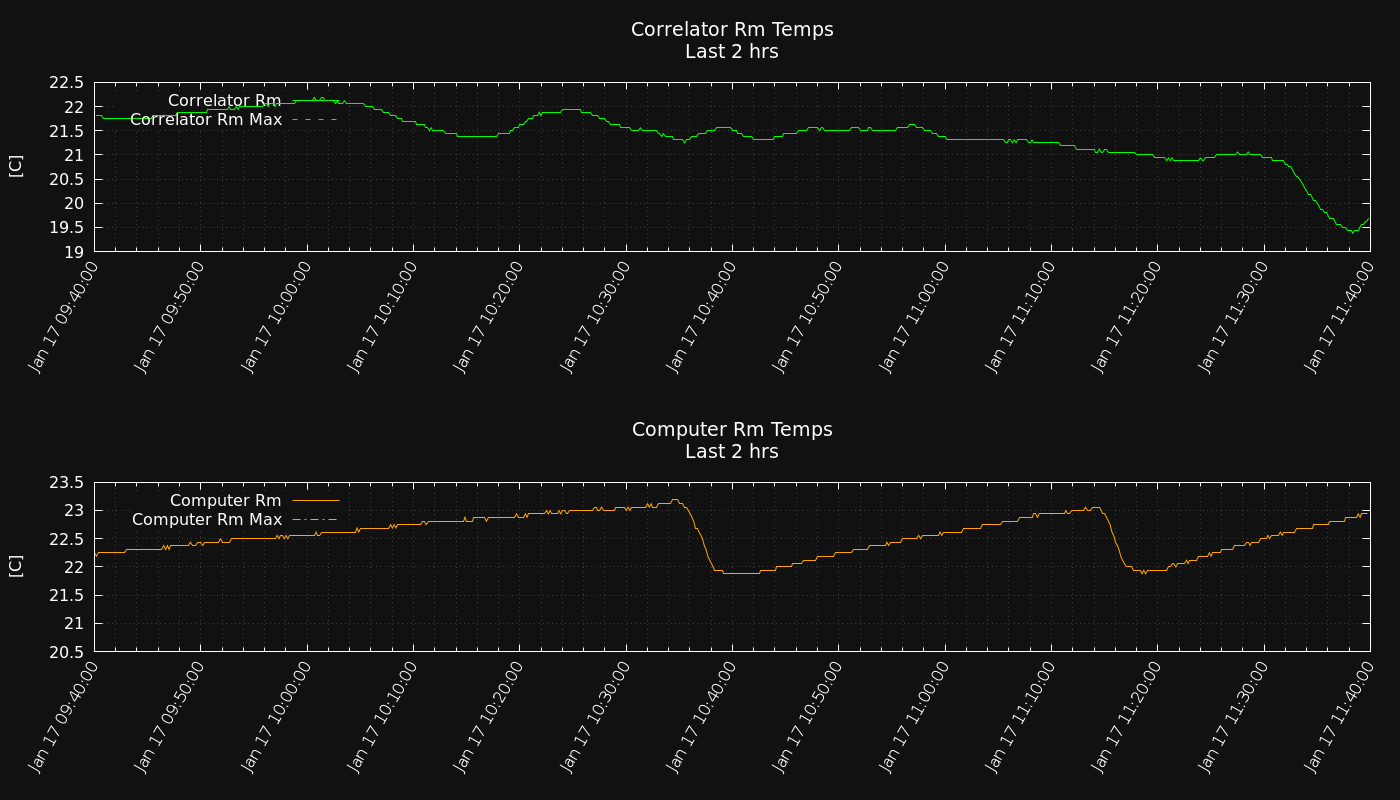 Correlator Rm Temps
Last 2 hrs
22.5
22
21.5
21
20.5
20
19.5
19
[C]
Correlator Rm
Correlator Rm Max
Jan 17 09:40:00
Jan 17 09:50:00
Jan 17 10:00:00
Jan 17 10:10:00
Jan 17 10:20:00
Jan 17 10:30:00
Jan 17 10:40:00
Jan 17 10:50:00
Jan 17 11:00:00
Jan 17 11:10:00
Jan 17 11:20:00
Jan 17 11:30:00
Jan 17 11:40:00
Computer Rm Temps
Last 2 hrs
23.5
23
22.5
22
21.5
21
20.5
[C]
Computer Rm
Computer Rm Max
Jan 17 09:40:00
Jan 17 09:50:00
Jan 17 10:00:00
Jan 17 10:10:00
Jan 17 10:20:00
Jan 17 10:30:00
Jan 17 10:40:00
Jan 17 10:50:00
Jan 17 11:00:00
Jan 17 11:10:00
Jan 17 11:20:00
Jan 17 11:30:00
Jan 17 11:40:00